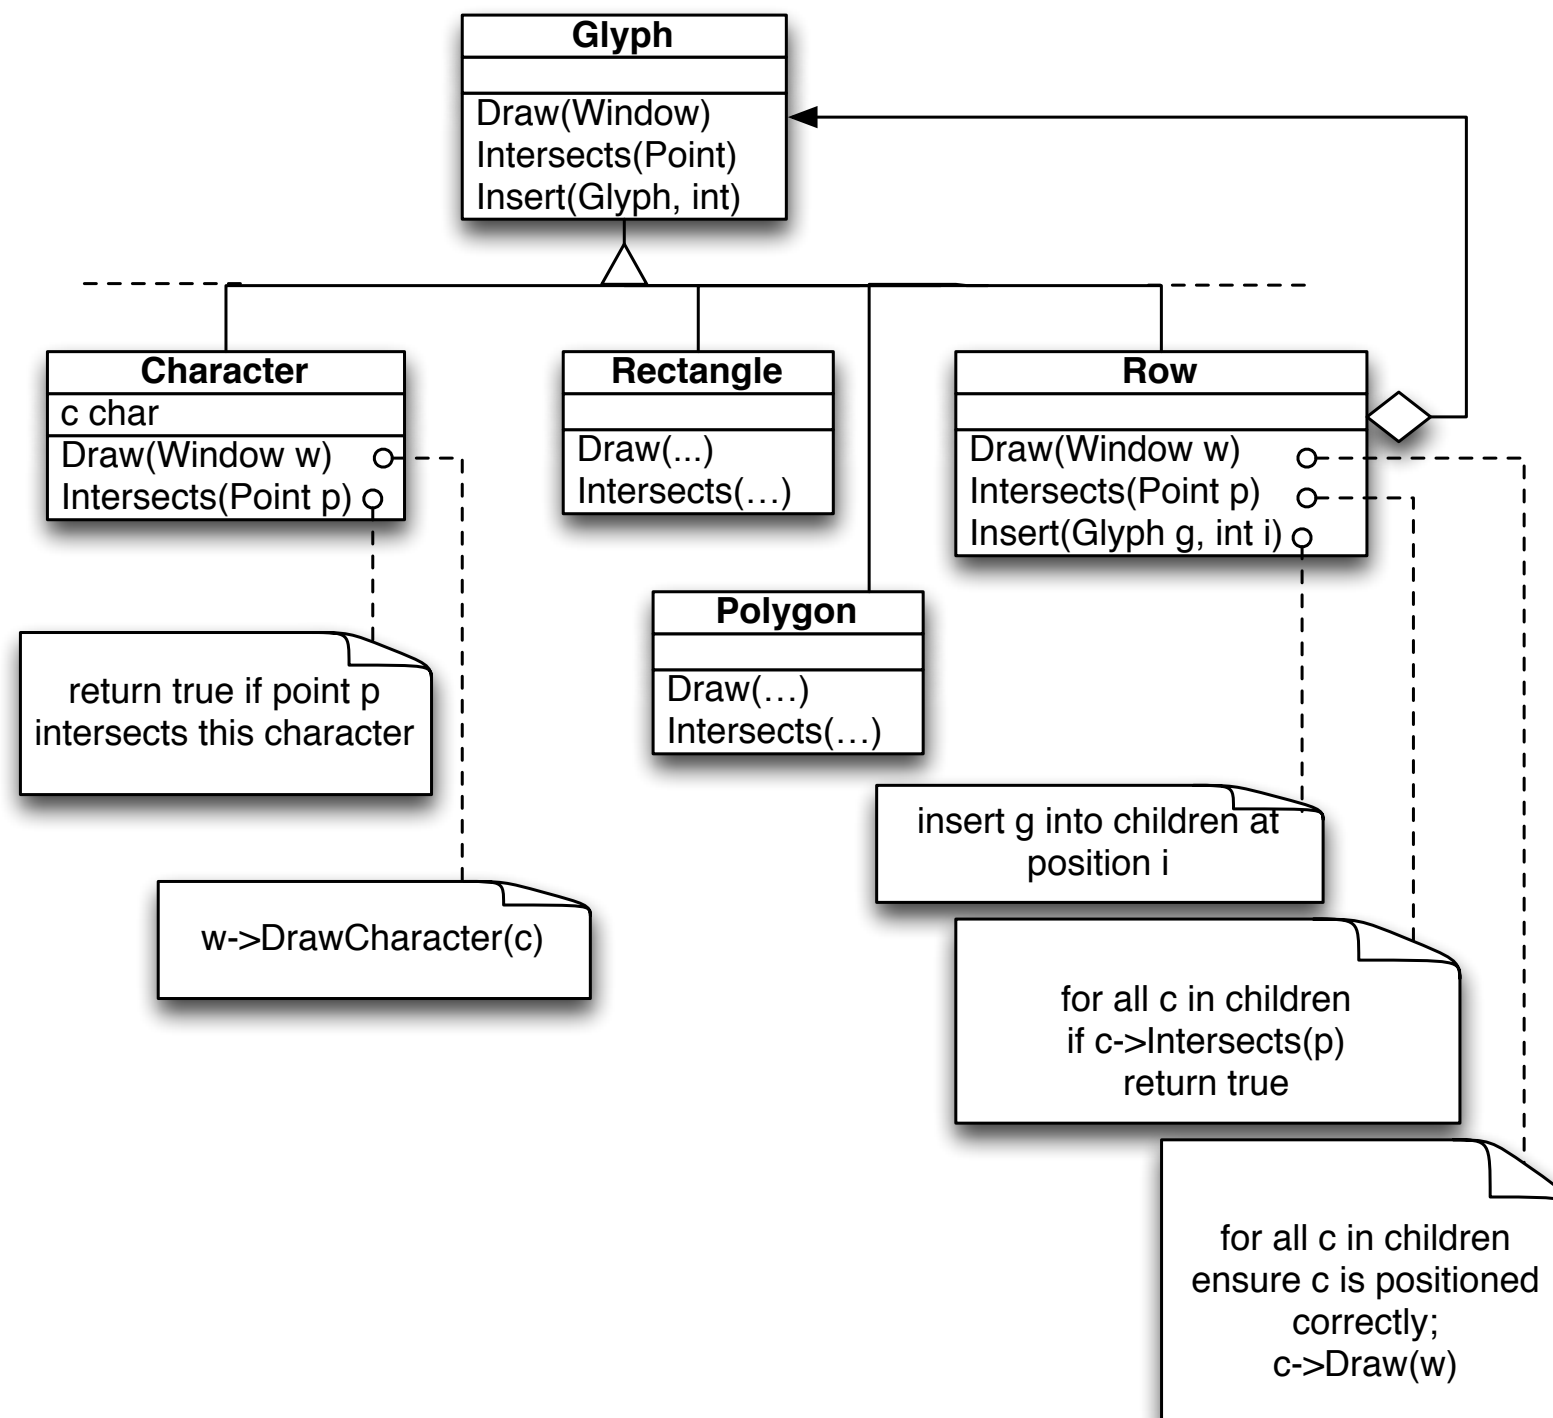 Glyph
Draw(Window)
Intersects(Point)
Insert(Glyph, int)
Character
c char
Draw(Window w)
Intersects(Point p)
Rectangle
Draw(...)
Intersects(…)
Row
Draw(Window w)
Intersects(Point p)
Insert(Glyph g, int i)
Polygon
Draw(…)
Intersects(…)
return true if point p
intersects this character
insert g into children at
position i
w->DrawCharacter(c)
for all c in children
if c->Intersects(p)
return true
for all c in children
ensure c is positioned
correctly;
c->Draw(w)